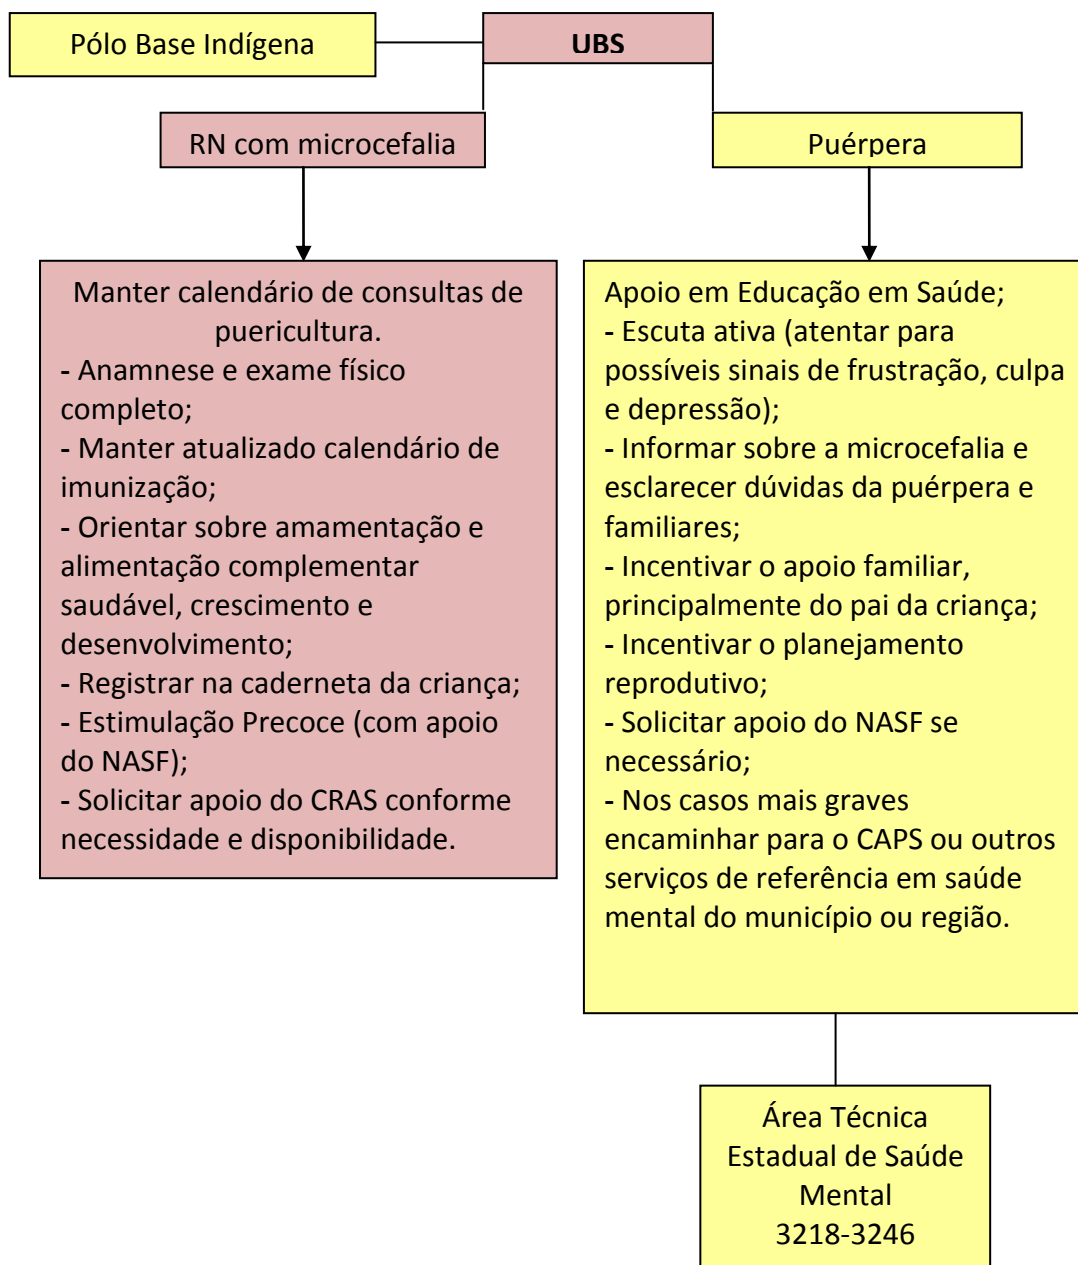 Pólo Base Indígena
UBS
RN com microcefalia
Puérpera
Manter calendário de consultas de
puericultura.
- Anamnese e exame físico
completo;
- Manter atualizado calendário de
imunização;
- Orientar sobre amamentação e
alimentação complementar
saudável, crescimento e
desenvolvimento;
- Registrar na caderneta da criança;
- Estimulação Precoce (com apoio
do NASF);
- Solicitar apoio do CRAS conforme
necessidade e disponibilidade.
Apoio em Educação em Saúde;
- Escuta ativa (atentar para
possíveis sinais de frustração, culpa
e depressão);
- Informar sobre a microcefalia e
esclarecer dúvidas da puérpera e
familiares;
- Incentivar o apoio familiar,
principalmente do pai da criança;
- Incentivar o planejamento
reprodutivo;
- Solicitar apoio do NASF se
necessário;
- Nos casos mais graves
encaminhar para o CAPS ou outros
serviços de referência em saúde
mental do município ou região.
Área Técnica
Estadual de Saúde
Mental
3218-3246